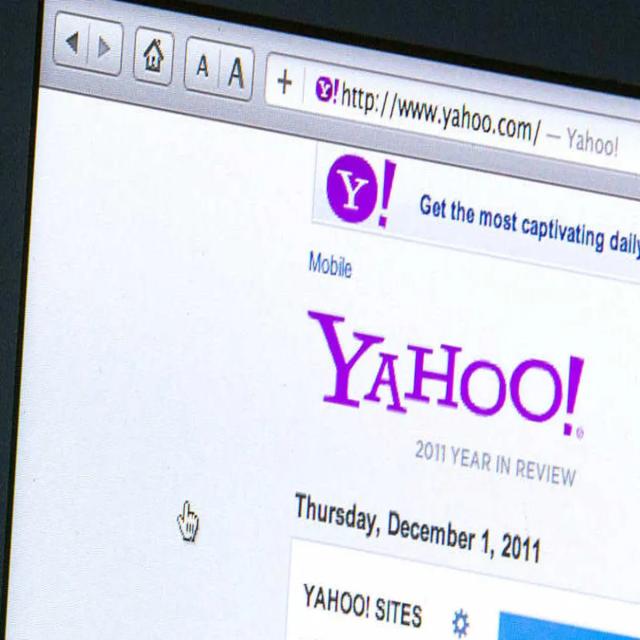 A A + Y! http://www.yahoo.com/ — Yahoo!
Y! Get the most captivating daily
Mobile
YAHOO!®
2011 YEAR IN REVIEW
Thursday, December 1, 2011
YAHOO! SITES